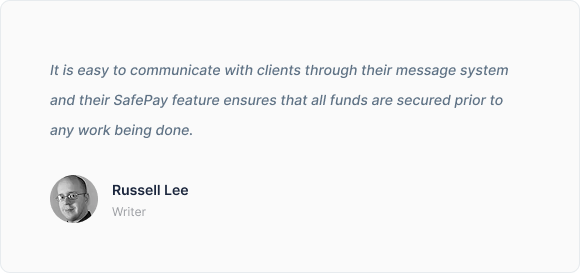 It is easy to communicate with clients through their message system
and their SafePay feature ensures that all funds are secured prior to
any work being done.
Russell Lee
Writer